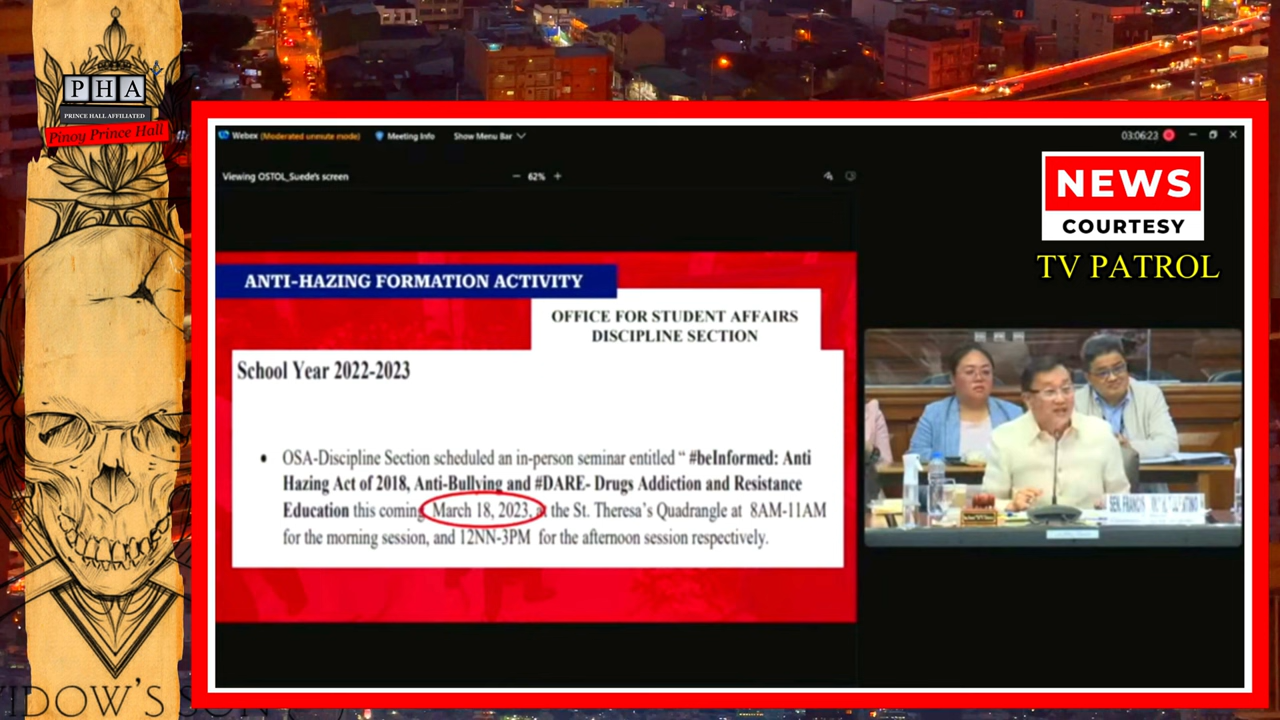 PHA
PRINCE HALL AFFILIATED
Pinoy Prince Hall
Webex (Moderated unmute mode) Meeting Info Show Menu Bar
03:06:23
Viewing OSTOL_Suede's screen
62%
NEWS
COURTESY
TV PATROL
ANTI-HAZING FORMATION ACTIVITY
OFFICE FOR STUDENT AFFAIRS
DISCIPLINE SECTION
School Year 2022-2023
OSA-Discipline Section scheduled an in-person seminar entitled " #beInformed: Anti
Hazing Act of 2018, Anti-Bullying and #DARE- Drugs Addiction and Resistance
Education this coming March 18, 2023, at the St. Theresa's Quadrangle at 8AM-11AM
for the morning session, and 12NN-3PM for the afternoon session respectively.
SEN. FRANCIS
IDOW'S SON